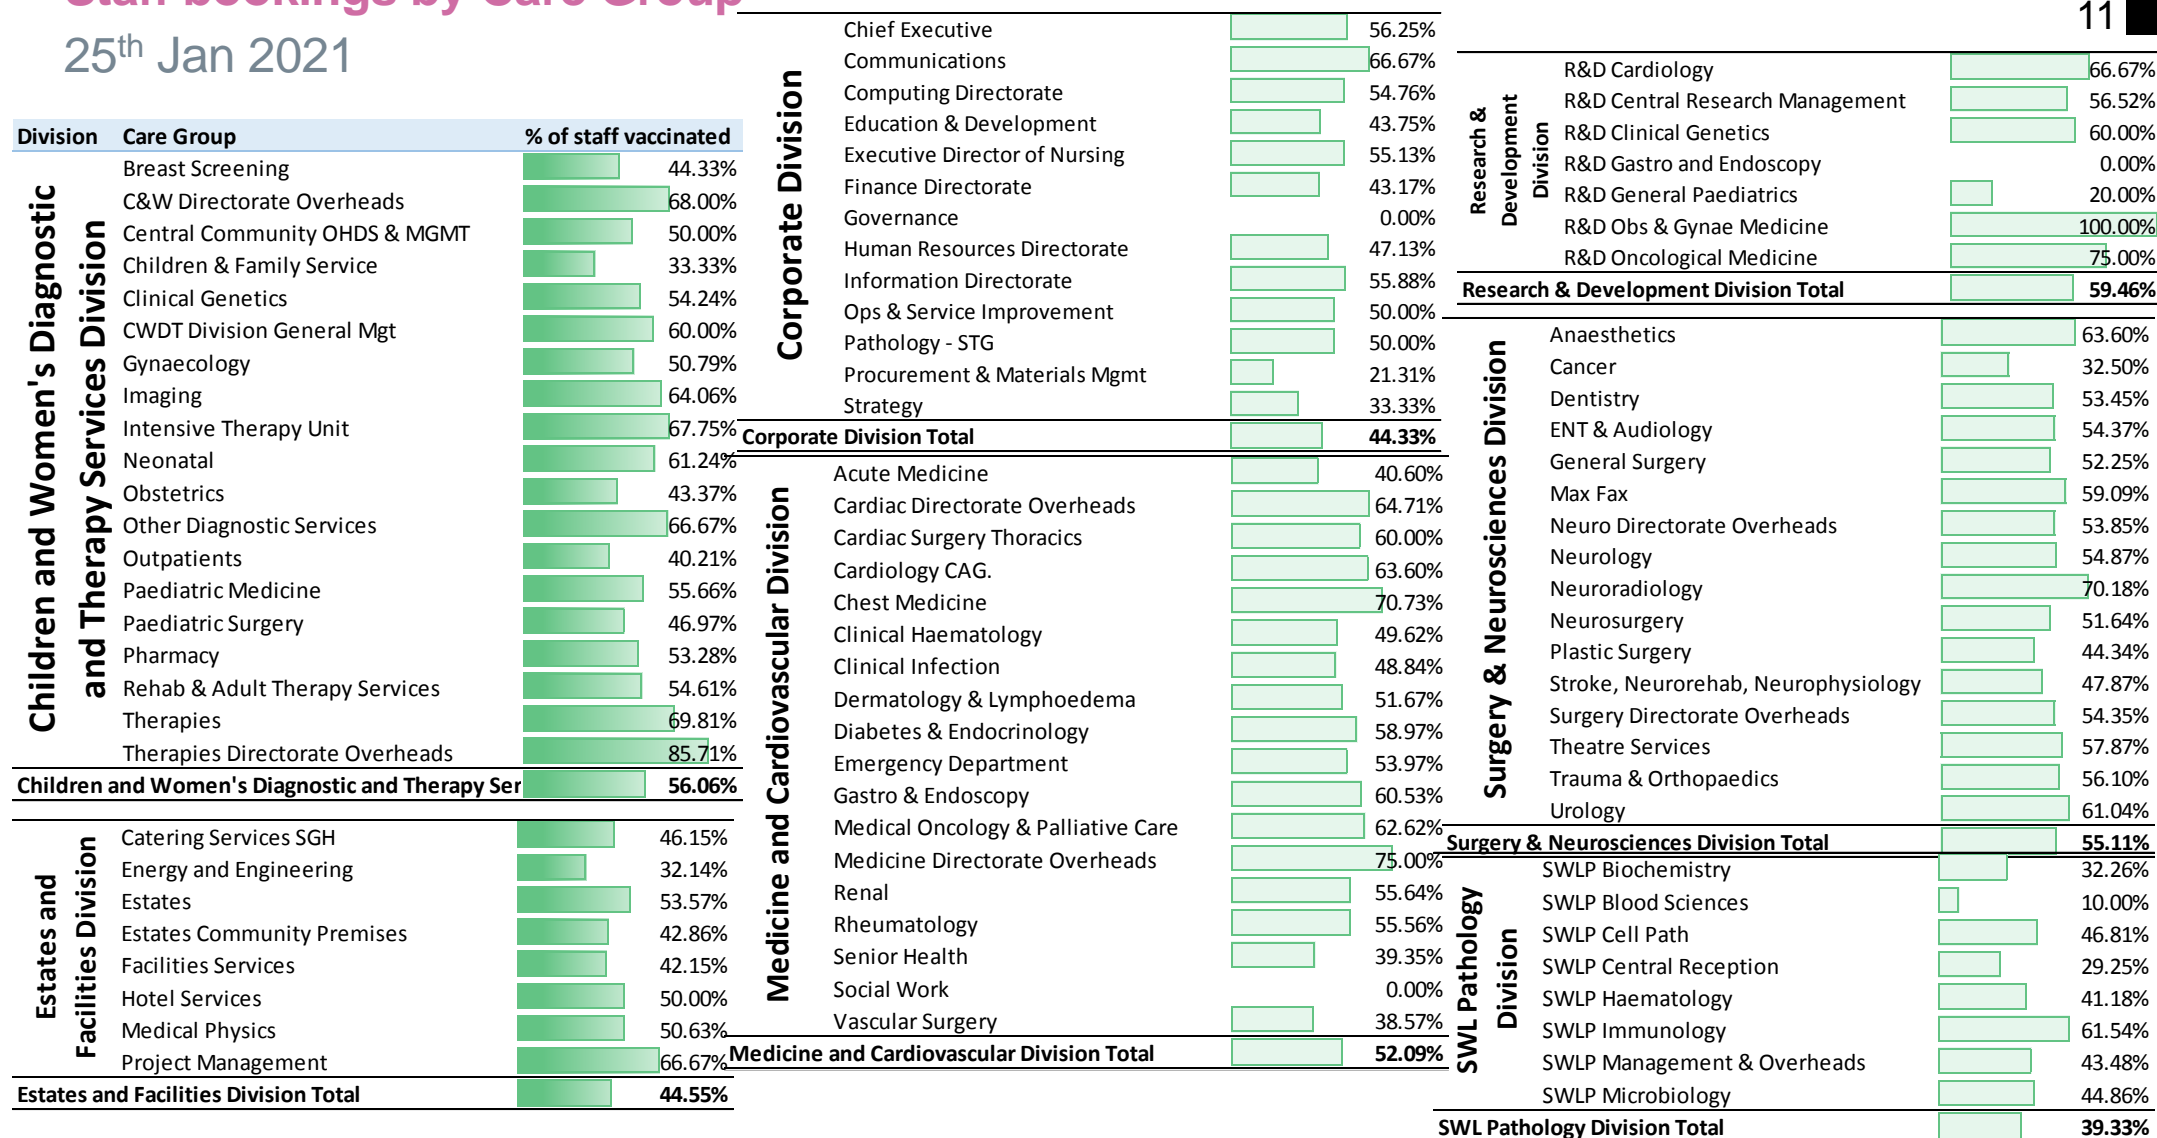 Staff bookings by Care Group
25th Jan 2021
11
Division Care Group % of staff vaccinated
Children and Women's Diagnostic
and Therapy Services Division
Breast Screening 44.33%
C&W Directorate Overheads 68.00%
Central Community OHDS & MGMT 50.00%
Children & Family Service 33.33%
Clinical Genetics 54.24%
CWDT Division General Mgt 60.00%
Gynaecology 50.79%
Imaging 64.06%
Intensive Therapy Unit 67.75%
Neonatal 61.24%
Obstetrics 43.37%
Other Diagnostic Services 66.67%
Outpatients 40.21%
Paediatric Medicine 55.66%
Paediatric Surgery 46.97%
Pharmacy 53.28%
Rehab & Adult Therapy Services 54.61%
Therapies 69.81%
Therapies Directorate Overheads 85.71%
Children and Women's Diagnostic and Therapy Ser 56.06%
Estates and
Facilities Division
Catering Services SGH 46.15%
Energy and Engineering 32.14%
Estates 53.57%
Estates Community Premises 42.86%
Facilities Services 42.15%
Hotel Services 50.00%
Medical Physics 50.63%
Project Management 66.67%
Estates and Facilities Division Total 44.55%
Corporate Division
Chief Executive 56.25%
Communications 66.67%
Computing Directorate 54.76%
Education & Development 43.75%
Executive Director of Nursing 55.13%
Finance Directorate 43.17%
Governance 0.00%
Human Resources Directorate 47.13%
Information Directorate 55.88%
Ops & Service Improvement 50.00%
Pathology - STG 50.00%
Procurement & Materials Mgmt 21.31%
Strategy 33.33%
Corporate Division Total 44.33%
Medicine and Cardiovascular Division
Acute Medicine 40.60%
Cardiac Directorate Overheads 64.71%
Cardiac Surgery Thoracics 60.00%
Cardiology CAG. 63.60%
Chest Medicine 70.73%
Clinical Haematology 49.62%
Clinical Infection 48.84%
Dermatology & Lymphoedema 51.67%
Diabetes & Endocrinology 58.97%
Emergency Department 53.97%
Gastro & Endoscopy 60.53%
Medical Oncology & Palliative Care 62.62%
Medicine Directorate Overheads 75.00%
Renal 55.64%
Rheumatology 55.56%
Senior Health 39.35%
Social Work 0.00%
Vascular Surgery 38.57%
Medicine and Cardiovascular Division Total 52.09%
Research &
Development
Division
R&D Cardiology 66.67%
R&D Central Research Management 56.52%
R&D Clinical Genetics 60.00%
R&D Gastro and Endoscopy 0.00%
R&D General Paediatrics 20.00%
R&D Obs & Gynae Medicine 100.00%
R&D Oncological Medicine 75.00%
Research & Development Division Total 59.46%
Surgery & Neurosciences Division
Anaesthetics 63.60%
Cancer 32.50%
Dentistry 53.45%
ENT & Audiology 54.37%
General Surgery 52.25%
Max Fax 59.09%
Neuro Directorate Overheads 53.85%
Neurology 54.87%
Neuroradiology 70.18%
Neurosurgery 51.64%
Plastic Surgery 44.34%
Stroke, Neurorehab, Neurophysiology 47.87%
Surgery Directorate Overheads 54.35%
Theatre Services 57.87%
Trauma & Orthopaedics 56.10%
Urology 61.04%
Surgery & Neurosciences Division Total 55.11%
SWL Pathology
Division
SWLP Biochemistry 32.26%
SWLP Blood Sciences 10.00%
SWLP Cell Path 46.81%
SWLP Central Reception 29.25%
SWLP Haematology 41.18%
SWLP Immunology 61.54%
SWLP Management & Overheads 43.48%
SWLP Microbiology 44.86%
SWL Pathology Division Total 39.33%